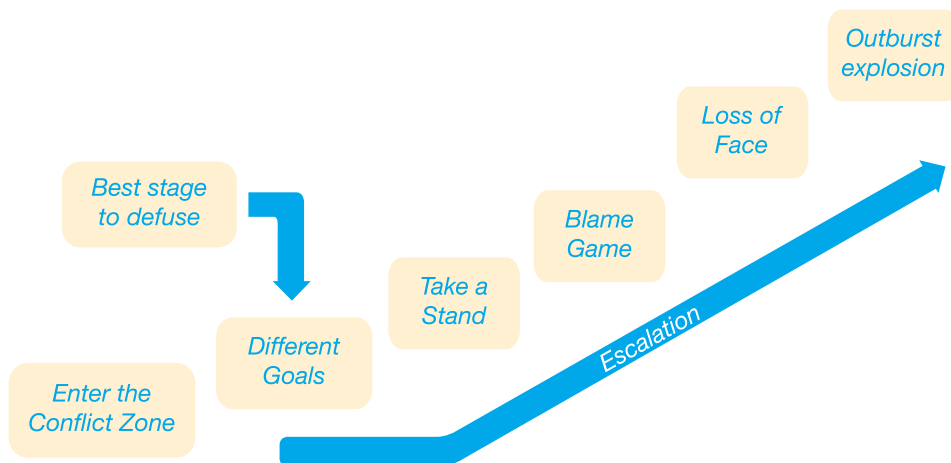 Outburst
explosion
Loss of
Face
Best stage
to defuse
Blame
Game
Take a
Stand
Different
Goals
Escalation
Enter the
Conflict Zone